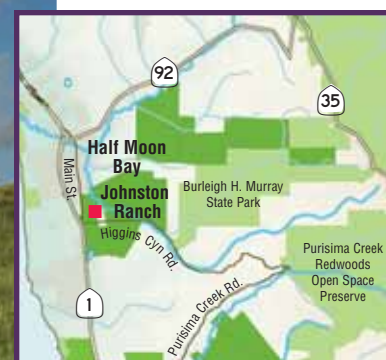 92
35
Half Moon
Bay
Main St.
Johnston
Ranch
Burleigh H. Murray
State Park
Higgins Cyn Rd.
Purisima Creek
Redwoods
Open Space
Preserve
1
Purisima Creek Rd.